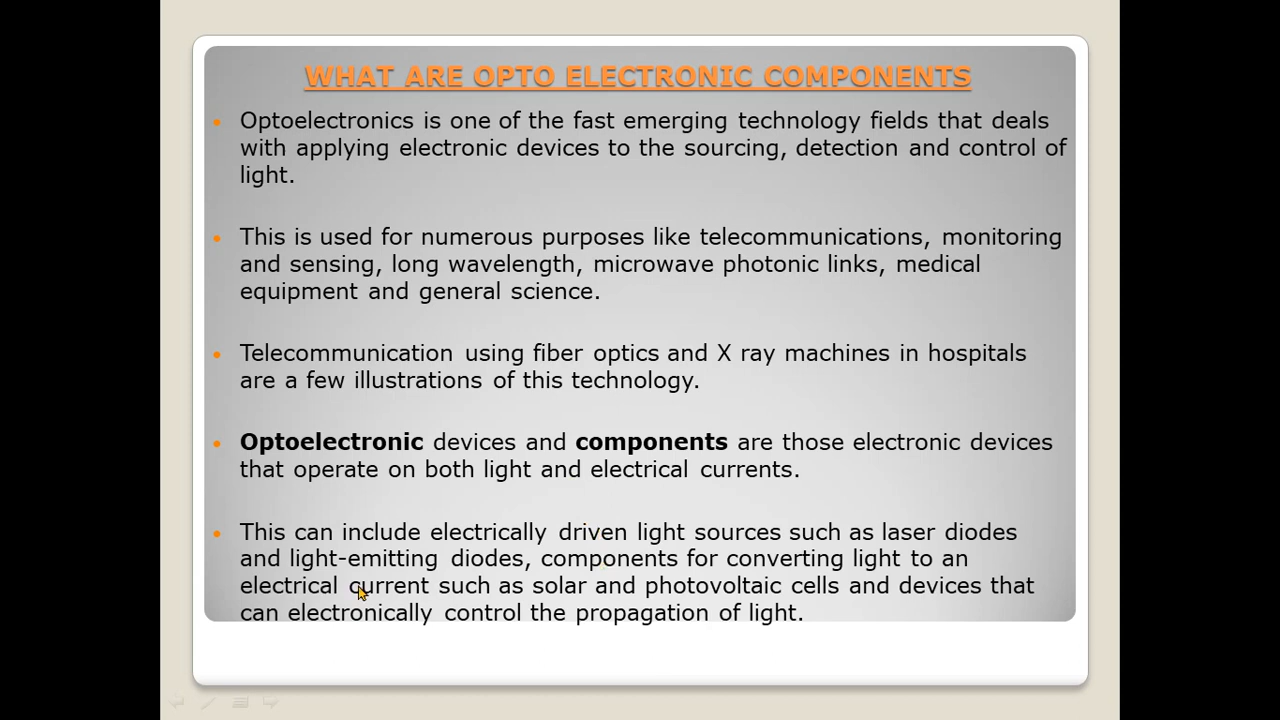 WHAT ARE OPTO ELECTRONIC COMPONENTS
Optoelectronics is one of the fast emerging technology fields that deals
with applying electronic devices to the sourcing, detection and control of
light.
This is used for numerous purposes like telecommunications, monitoring
and sensing, long wavelength, microwave photonic links, medical
equipment and general science.
Telecommunication using fiber optics and X ray machines in hospitals
are a few illustrations of this technology.
Optoelectronic devices and components are those electronic devices
that operate on both light and electrical currents.
This can include electrically driven light sources such as laser diodes
and light-emitting diodes, components for converting light to an
electrical current such as solar and photovoltaic cells and devices that
can electronically control the propagation of light.